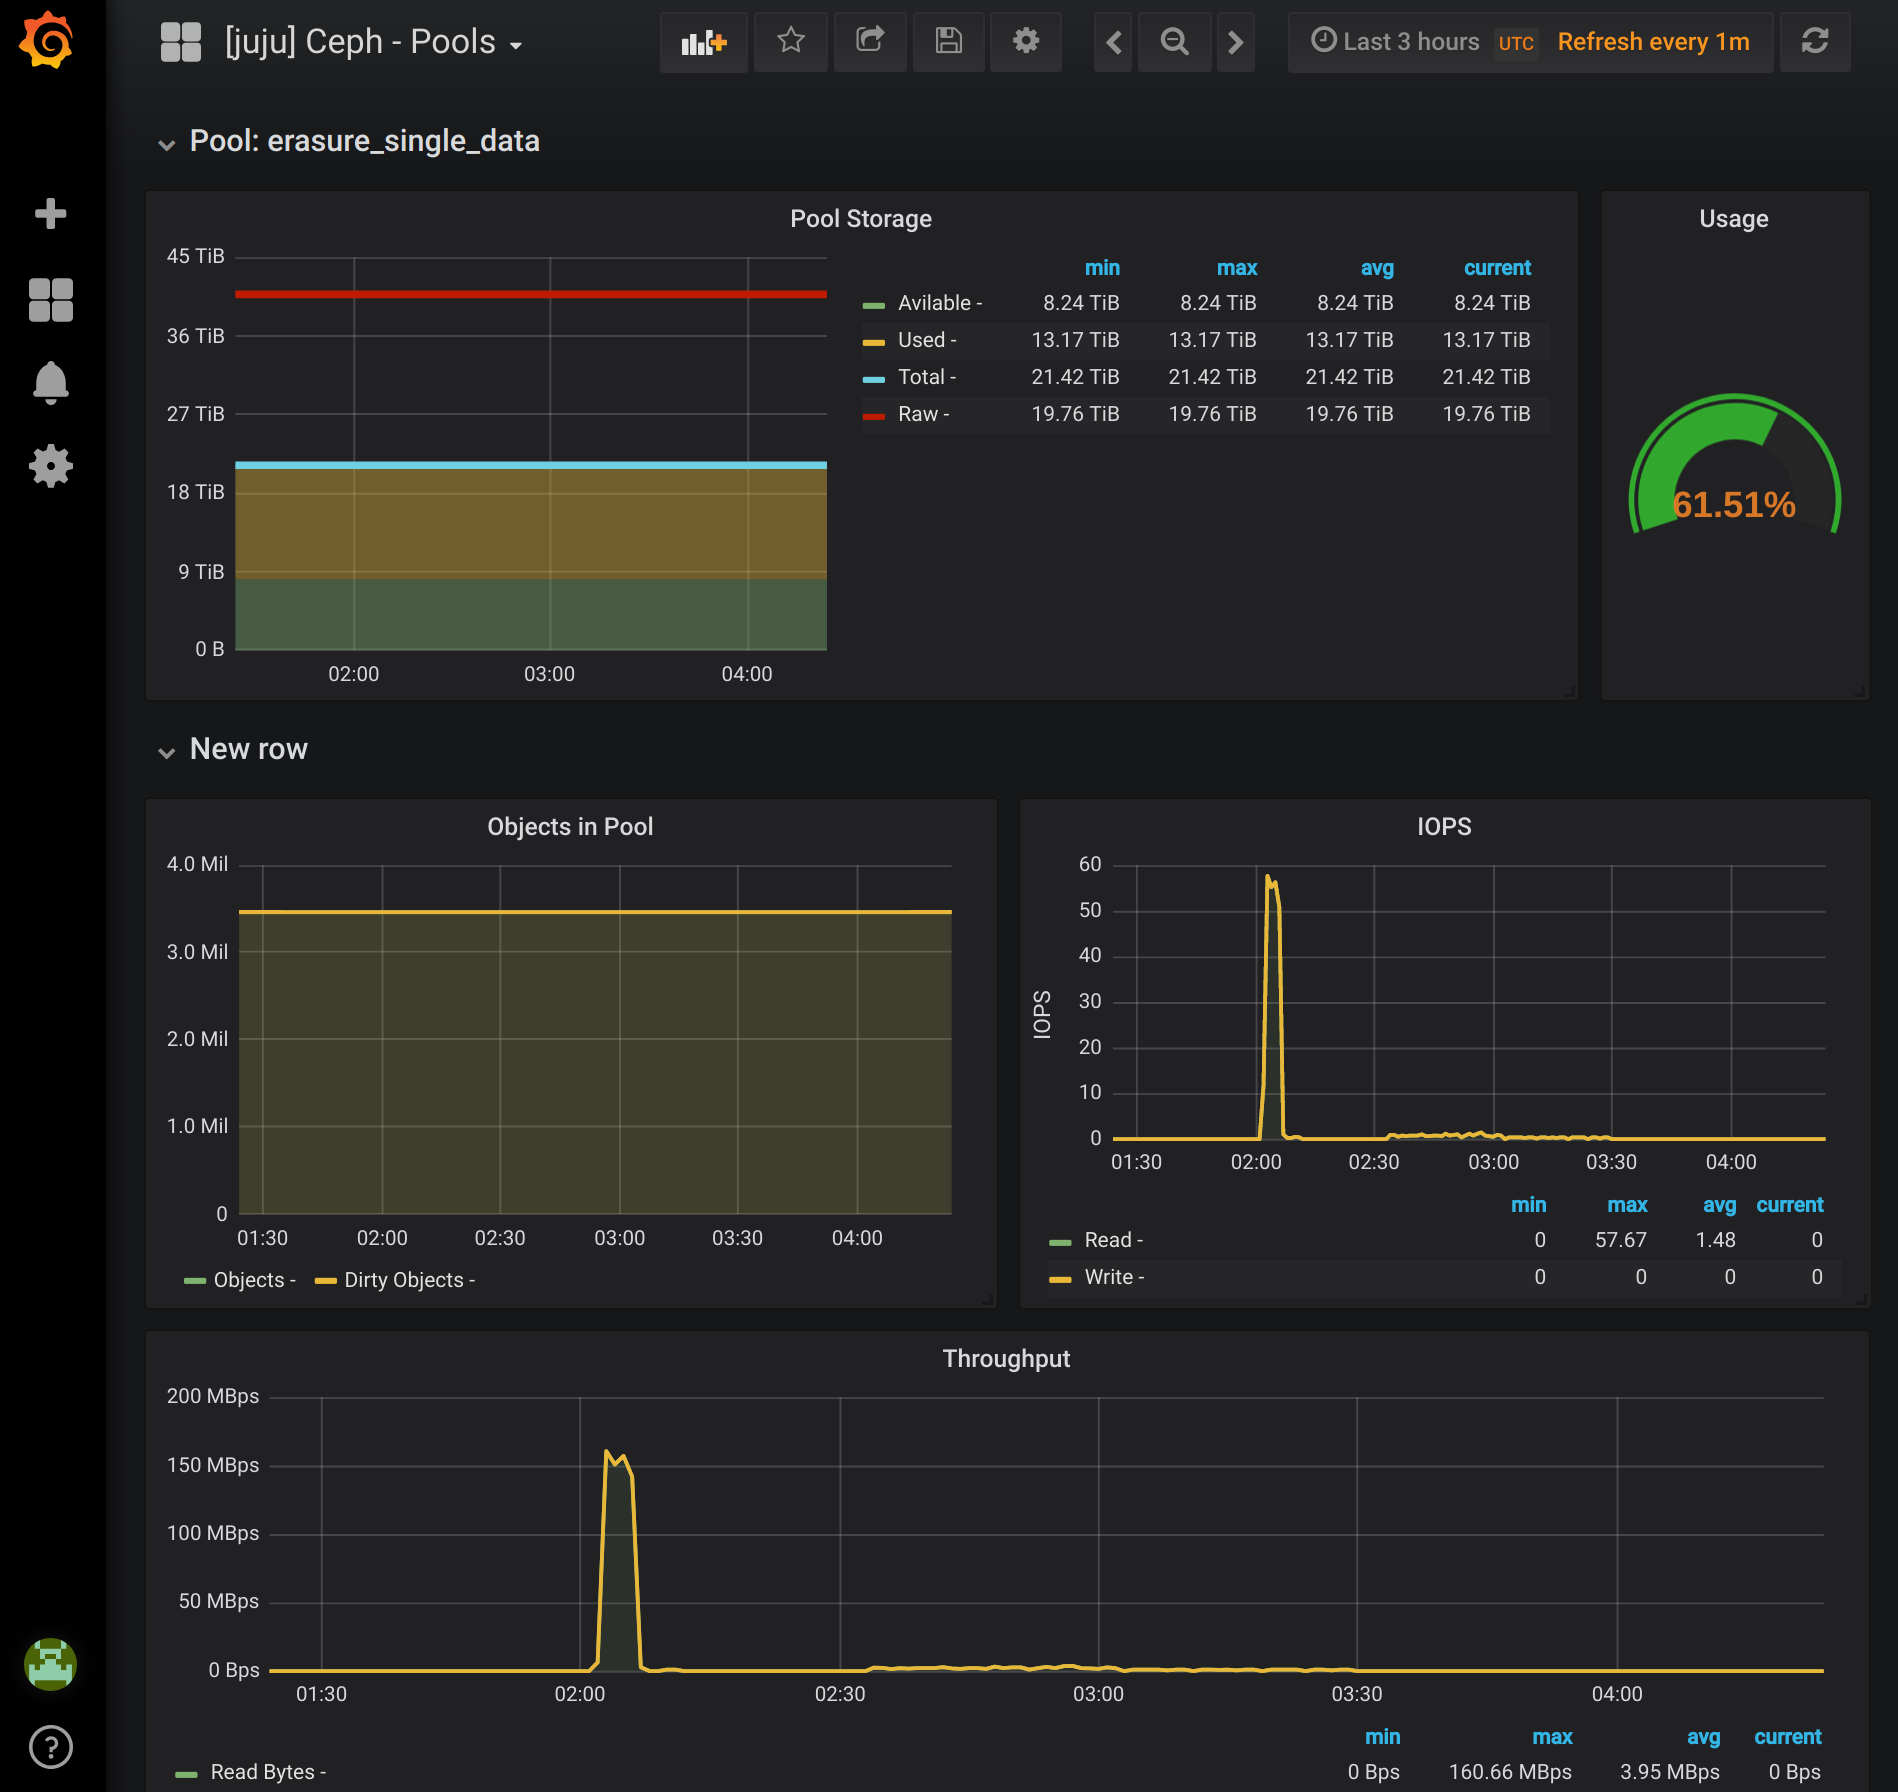 [juju] Ceph - Pools
Last 3 hours UTC Refresh every 1m
Pool: erasure_single_data
Pool Storage
45 TiB
36 TiB
27 TiB
18 TiB
9 TiB
0 B
02:00 03:00 04:00
min max avg current
Avilable - 8.24 TiB 8.24 TiB 8.24 TiB 8.24 TiB
Used - 13.17 TiB 13.17 TiB 13.17 TiB 13.17 TiB
Total - 21.42 TiB 21.42 TiB 21.42 TiB 21.42 TiB
Raw - 19.76 TiB 19.76 TiB 19.76 TiB 19.76 TiB
Usage
61.51%
New row
Objects in Pool
4.0 Mil
3.0 Mil
2.0 Mil
1.0 Mil
0
01:30 02:00 02:30 03:00 03:30 04:00
Objects - Dirty Objects -
IOPS
IOPS
60
50
40
30
20
10
0
01:30 02:00 02:30 03:00 03:30 04:00
min max avg current
Read - 0 57.67 1.48 0
Write - 0 0 0 0
Throughput
200 MBps
150 MBps
100 MBps
50 MBps
0 Bps
01:30 02:00 02:30 03:00 03:30 04:00
min max avg current
Read Bytes - 0 Bps 160.66 MBps 3.95 MBps 0 Bps